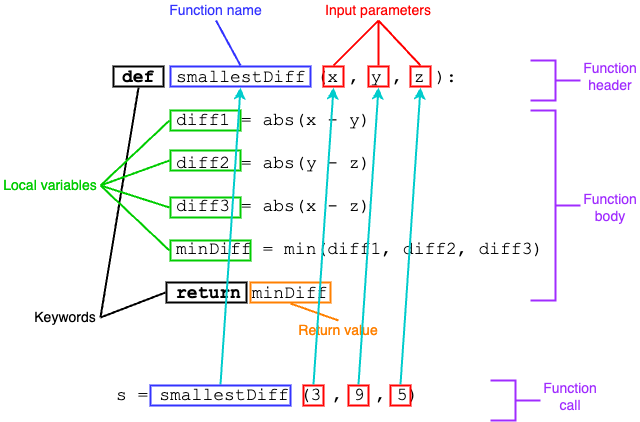 Function name
Input parameters
def smallestDiff (x , y , z ):
Function
header
diff1 = abs(x - y)
diff2 = abs(y - z)
Local variables
diff3 = abs(x - z)
Function
body
minDiff = min(diff1, diff2, diff3)
return minDiff
Keywords
Return value
s = smallestDiff (3 , 9 , 5)
Function
call